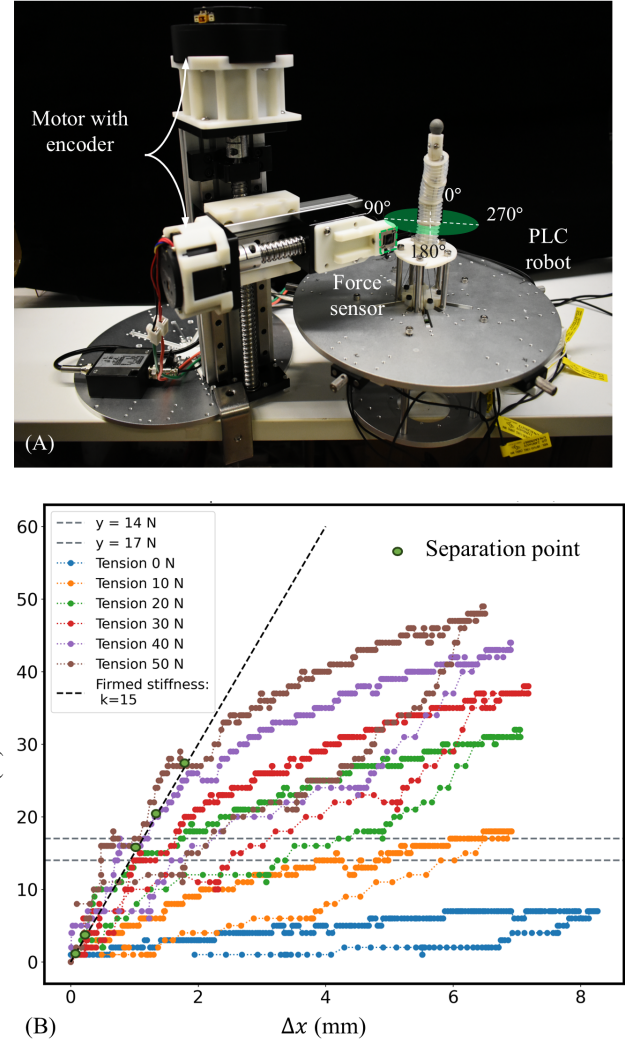 Motor with
encoder
0°
90°
270°
180°
PLC
robot
Force
sensor
(A)
60
50
40
30
20
10
0
y = 14 N
y = 17 N
Tension 0 N
Tension 10 N
Tension 20 N
Tension 30 N
Tension 40 N
Tension 50 N
Firmed stiffness:
k=15
Separation point
0
2
4
6
8
(B)
Δx (mm)